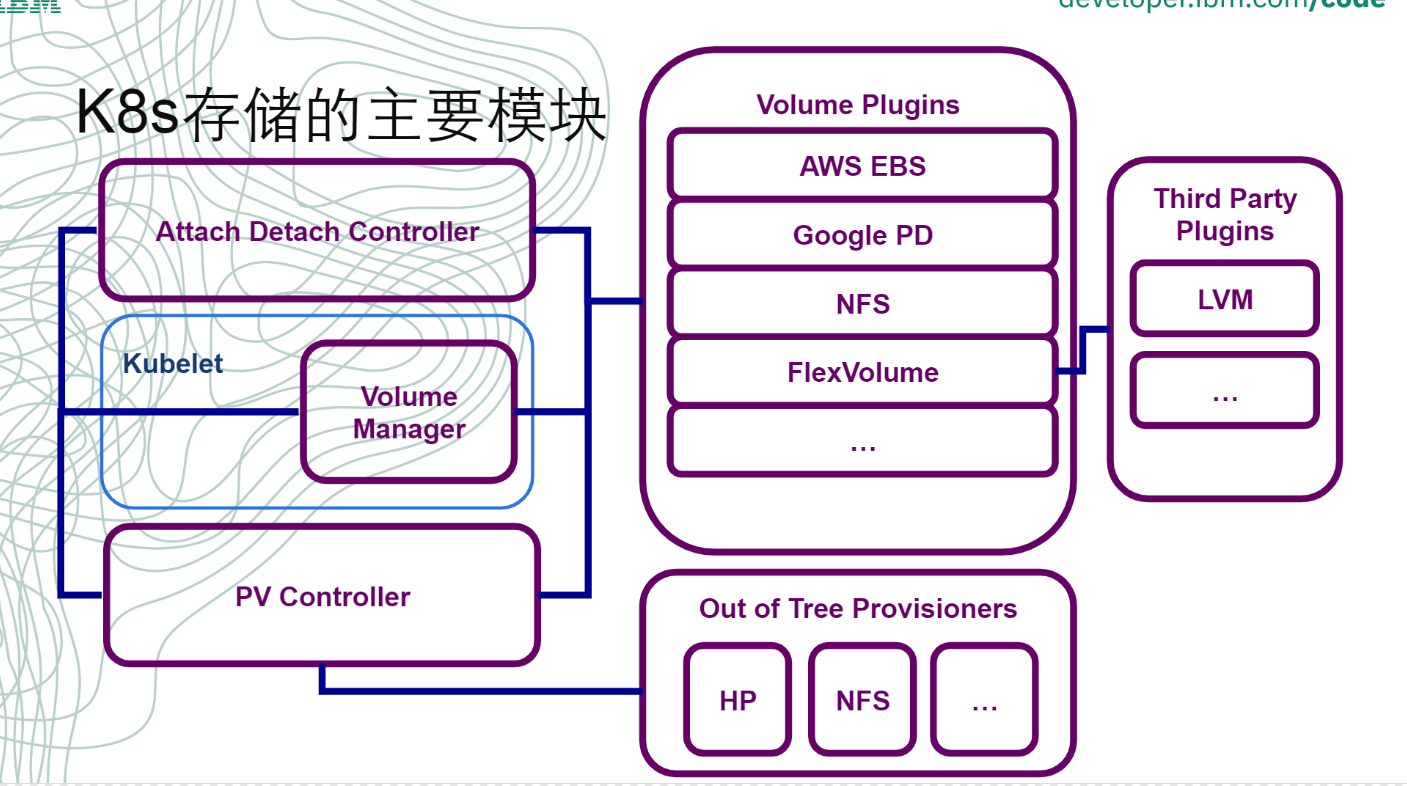 IBM
developer.ibm.com/code
K8s存储的主要模块
Attach Detach Controller
Kubelet
Volume
Manager
PV Controller
Volume Plugins
AWS EBS
Google PD
NFS
FlexVolume
...
Third Party
Plugins
LVM
...
Out of Tree Provisioners
HP
NFS
...